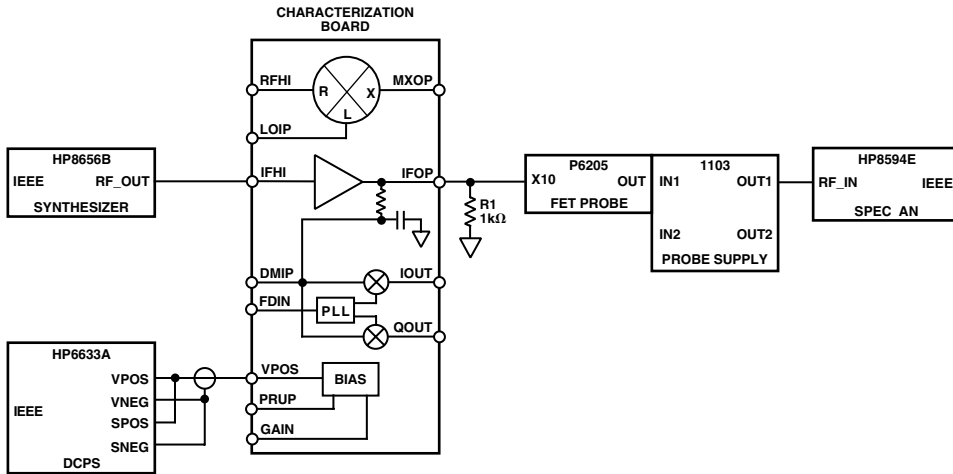 CHARACTERIZATION
BOARD
RFHI
R
X
L
MXOP
LOIP
HP8656B
IEEE
RF_OUT
SYNTHESIZER
IFHI
IFOP
R1
1kΩ
P6205
X10
OUT
FET PROBE
1103
IN1
OUT1
IN2
OUT2
PROBE SUPPLY
HP8594E
RF_IN
IEEE
SPEC AN
DMIP
IOUT
FDIN
PLL
QOUT
HP6633A
VPOS
VNEG
IEEE
SPOS
SNEG
DCPS
VPOS
BIAS
PRUP
GAIN